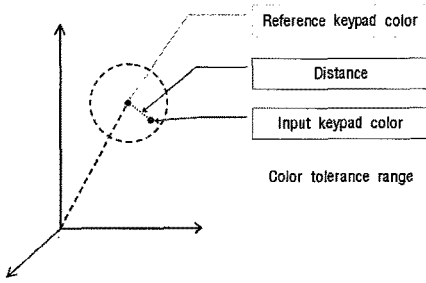 Reference keypad color
Distance
Input keypad color
Color tolerance range